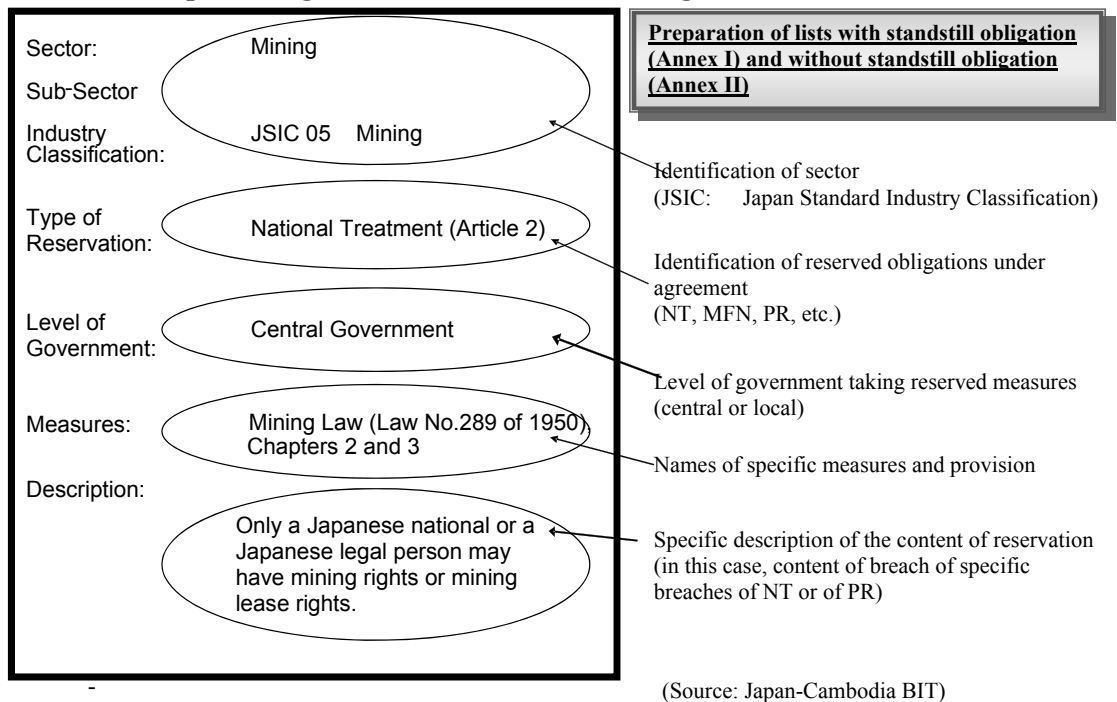 Sector: Mining
Sub-Sector
Industry Classification: JSIC 05 Mining
Type of Reservation: National Treatment (Article 2)
Level of Government: Central Government
Measures: Mining Law (Law No.289 of 1950), Chapters 2 and 3
Description:
Only a Japanese national or a
Japanese legal person may
have mining rights or mining
lease rights.
Preparation of lists with standstill obligation
(Annex I) and without standstill obligation
(Annex II)
Identification of sector
(JSIC: Japan Standard Industry Classification)
Identification of reserved obligations under
agreement
(NT, MFN, PR, etc.)
Level of government taking reserved measures
(central or local)
Names of specific measures and provision
Specific description of the content of reservation
(in this case, content of breach of specific
breaches of NT or of PR)
-
(Source: Japan-Cambodia BIT)